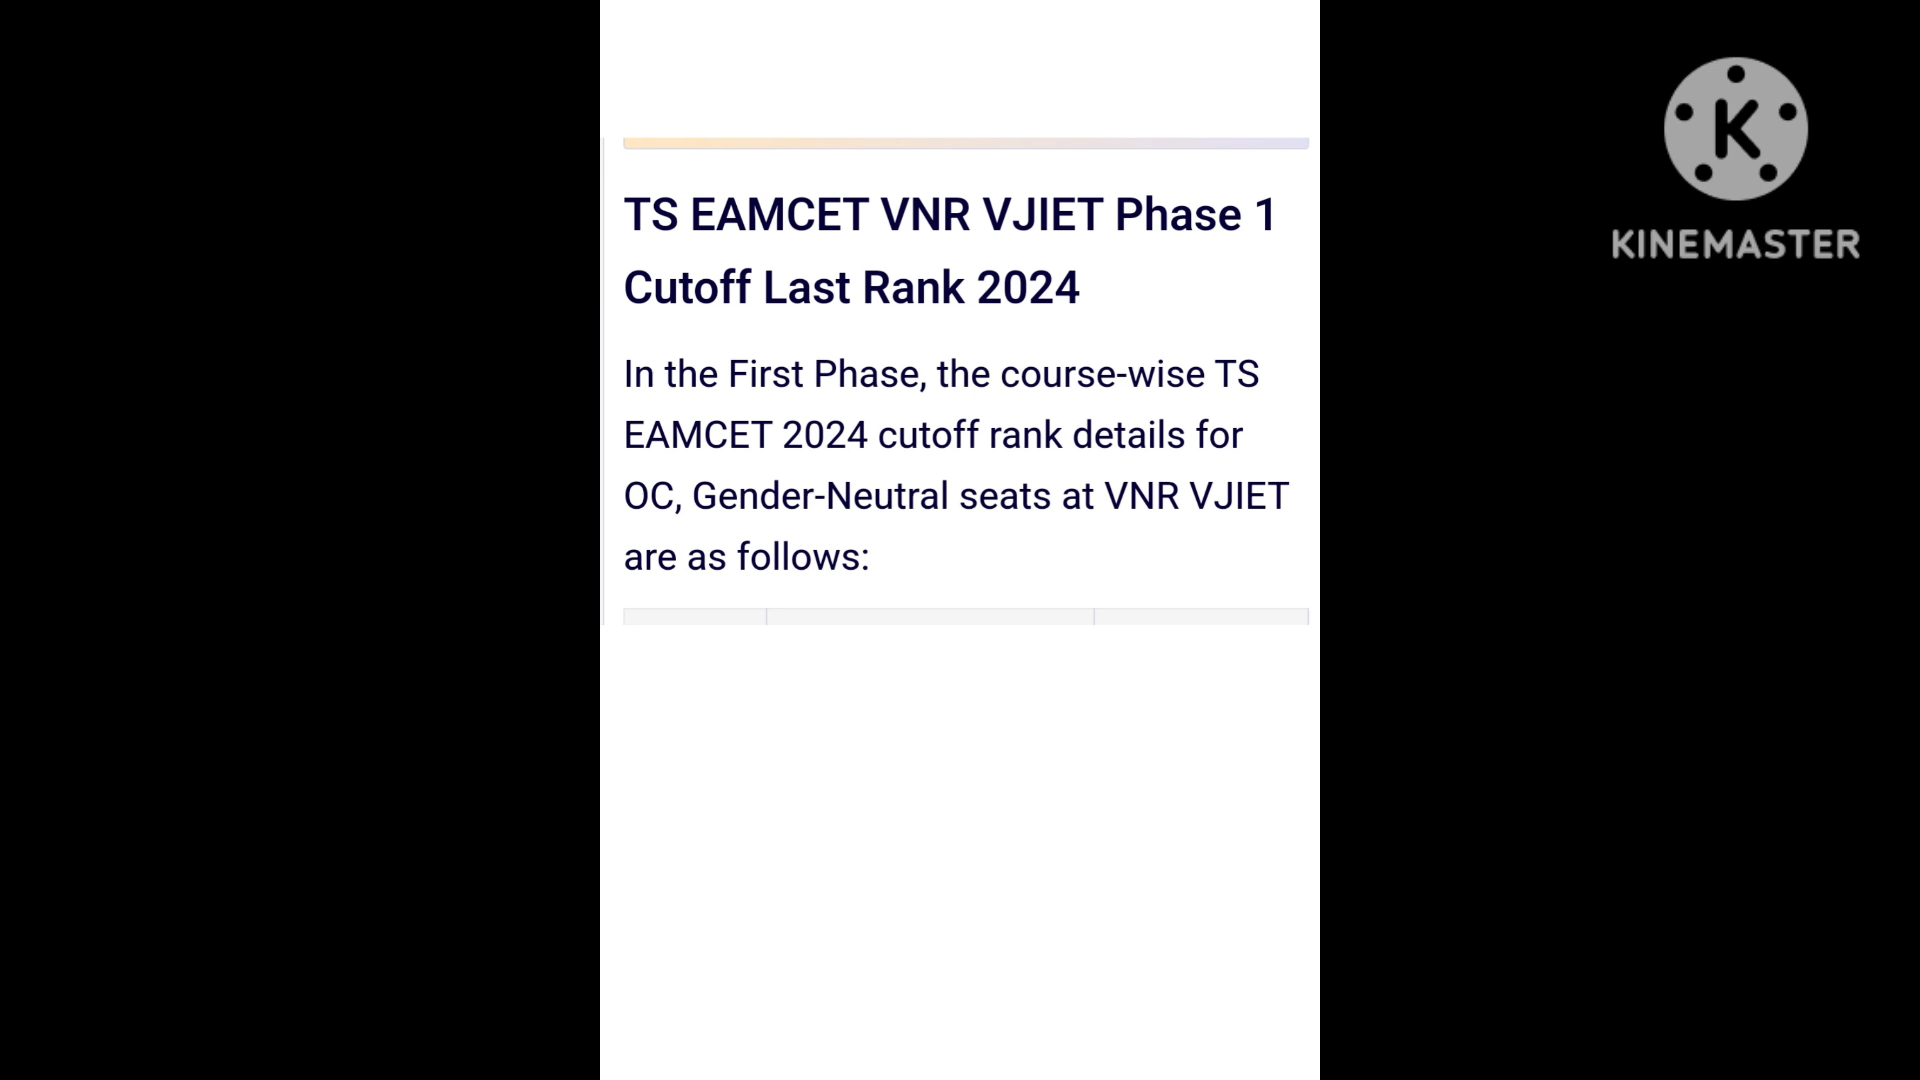 TS EAMCET VNR VJIET Phase 1
Cutoff Last Rank 2024
In the First Phase, the course-wise TS
EAMCET 2024 cutoff rank details for
OC, Gender-Neutral seats at VNR VJIET
are as follows:
K
KINEMASTER